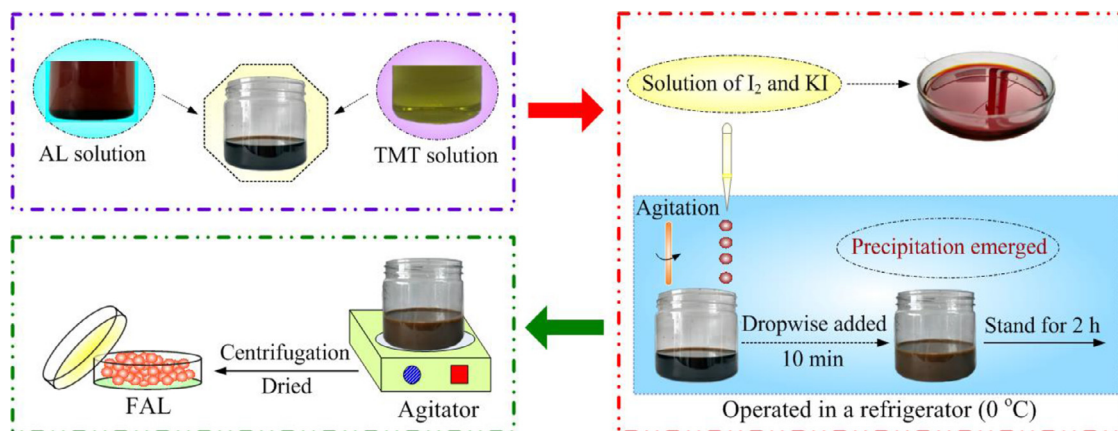 AL solution
TMT solution
Solution of I₂ and KI
Agitation
Precipitation emerged
Dropwise added
10 min
Stand for 2 h
Operated in a refrigerator (0 °C)
Centrifugation
Dried
FAL
Agitator